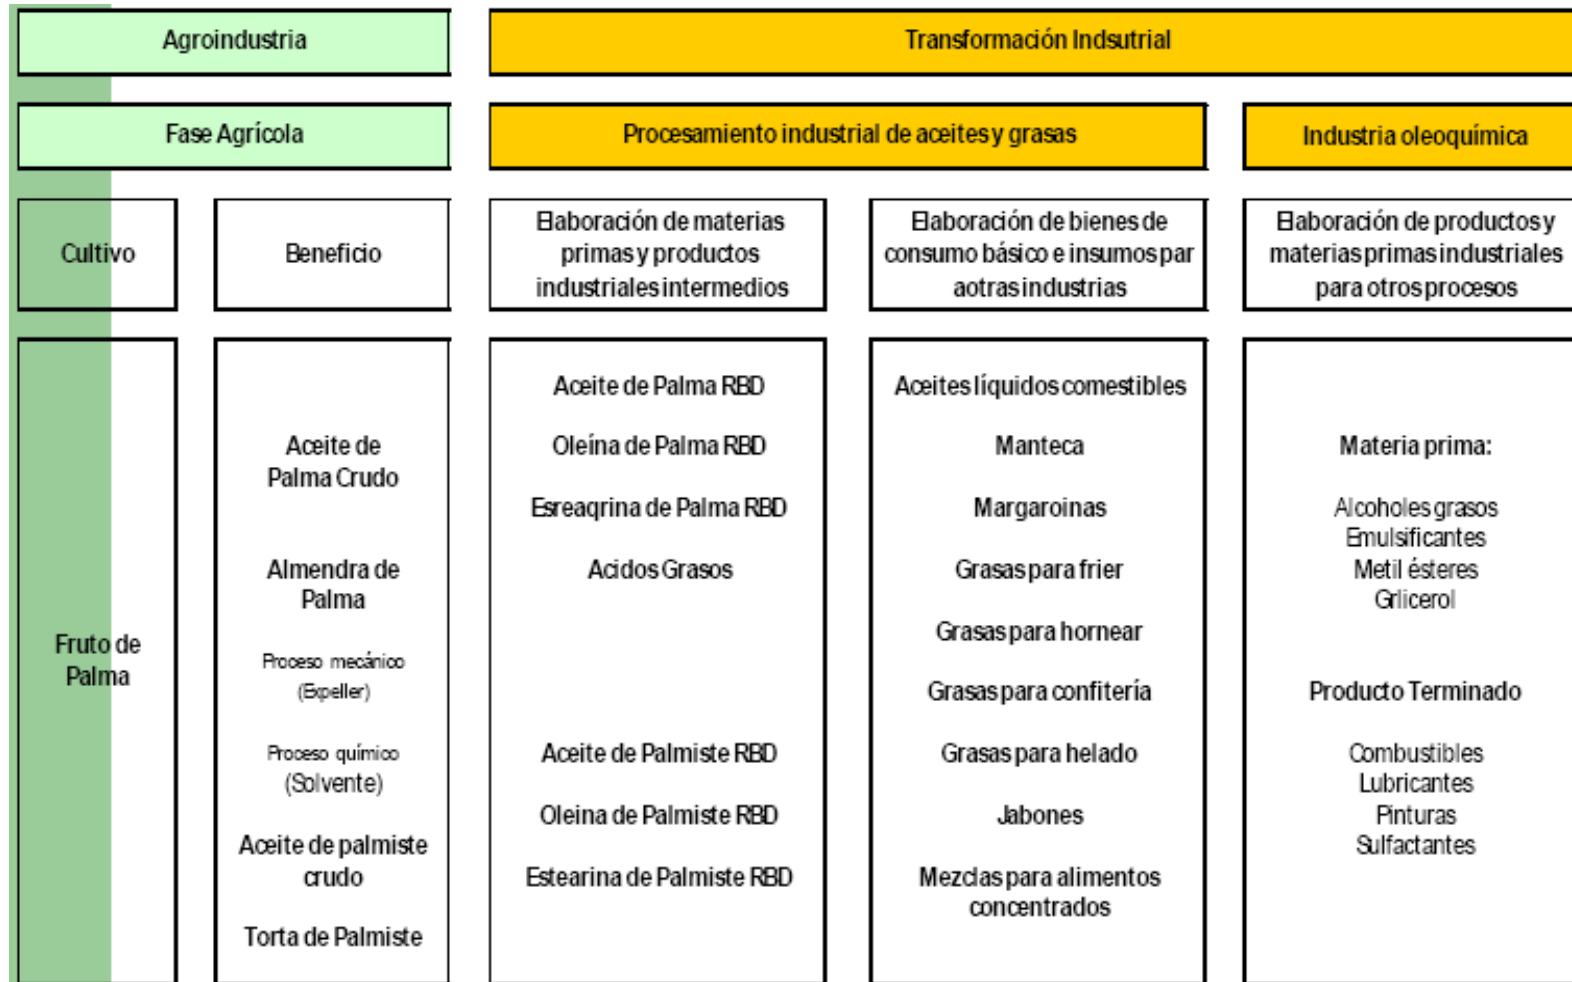 Agroindustria
Transformación Indsutrial
Fase Agrícola
Procesamiento industrial de aceites y grasas
Industria oleoquímica
Cultivo
Beneficio
Elaboración de materias
primas y productos
industriales intermedios
Elaboración de bienes de
consumo básico e insumos par
aotras industrias
Elaboración de productos y
materias primas industriales
para otros procesos
Fruto de
Palma
Aceite de
Palma Crudo
Almendra de
Palma
Proceso mecánico
(Expeller)
Proceso químico
(Solvente)
Aceite de palmiste
crudo
Torta de Palmiste
Aceite de Palma RBD
Oleína de Palma RBD
Esreaqrina de Palma RBD
Acidos Grasos
Aceite de Palmiste RBD
Oleina de Palmiste RBD
Estearina de Palmiste RBD
Aceites líquidos comestibles
Manteca
Margaroinas
Grasas para frier
Grasas para hornear
Grasas para confitería
Grasas para helado
Jabones
Mezclas para alimentos
concentrados
Materia prima:
Alcoholes grasos
Emulsificantes
Metil ésteres
Grlicerol
Producto Terminado
Combustibles
Lubricantes
Pinturas
Sulfactantes